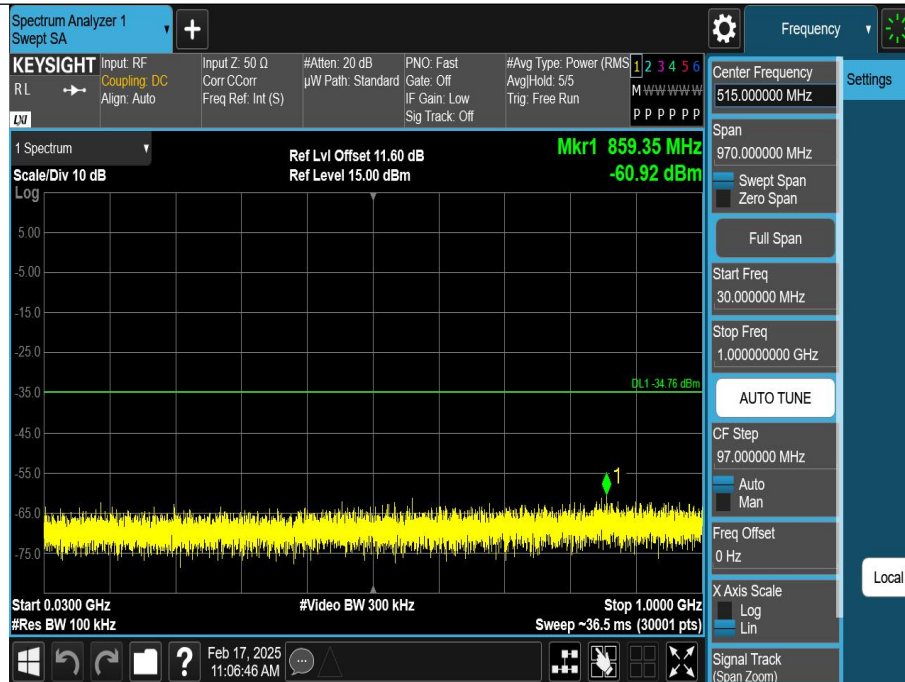 Spectrum Analyzer 1
Swept SA
Frequency
KEYSIGHT
RL
LXI
Input: RF
Coupling: DC
Align: Auto
Input Z: 50 Ω
Corr CCorr
Freq Ref: Int (S)
#Atten: 20 dB
µW Path: Standard
PNO: Fast
Gate: Off
IF Gain: Low
Sig Track: Off
#Avg Type: Power (RMS
Avg|Hold: 5/5
Trig: Free Run
1 2 3 4 5 6
M W W W W W
P P P P P P
1 Spectrum
Scale/Div 10 dB
Log
Ref Lvl Offset 11.60 dB
Ref Level 15.00 dBm
Mkr1 859.35 MHz
-60.92 dBm
5.00
-5.00
-15.0
-25.0
-35.0
DL1 -34.76 dBm
-45.0
-55.0
1
-65.0
-75.0
Start 0.0300 GHz
#Video BW 300 kHz
Stop 1.0000 GHz
#Res BW 100 kHz
Sweep ~36.5 ms (30001 pts)
Feb 17, 2025
11:06:46 AM
Center Frequency
515.000000 MHz
Settings
Span
970.000000 MHz
Swept Span
Zero Span
Full Span
Start Freq
30.000000 MHz
Stop Freq
1.000000000 GHz
AUTO TUNE
CF Step
97.000000 MHz
Auto
Man
Freq Offset
0 Hz
Local
X Axis Scale
Log
Lin
Signal Track
(Span Zoom)